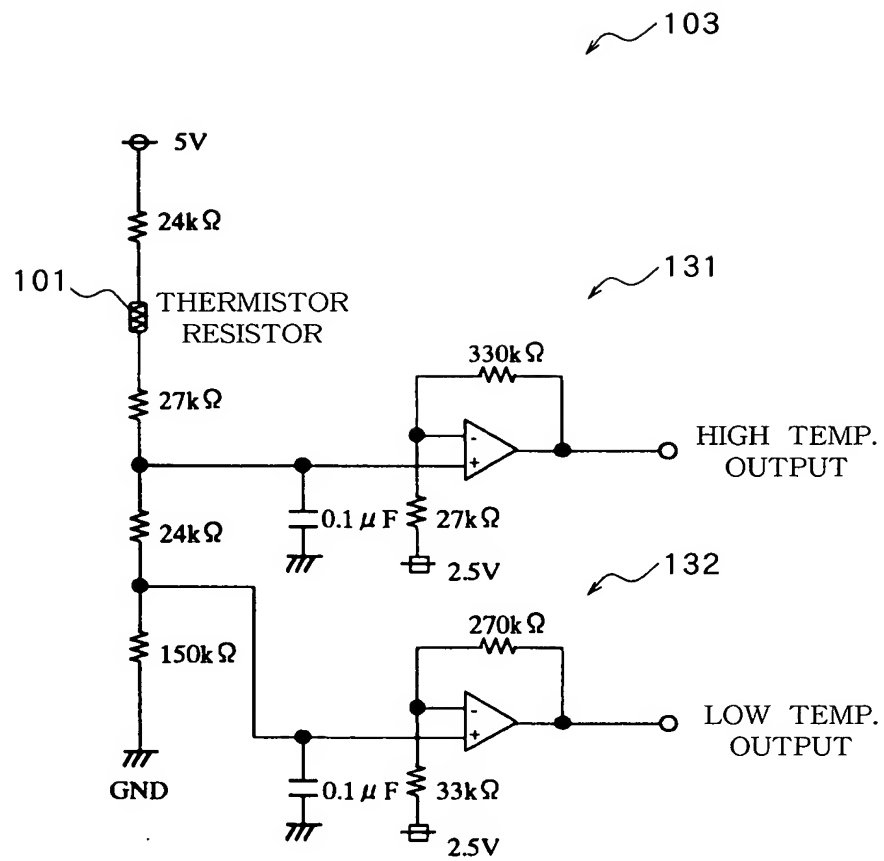 103
5V
24kΩ
101
THERMISTOR
RESISTOR
131
27kΩ
330kΩ
-
+
HIGH TEMP.
OUTPUT
24kΩ
0.1μF
27kΩ
2.5V
132
150kΩ
270kΩ
-
+
LOW TEMP.
OUTPUT
GND
0.1μF
33kΩ
2.5V